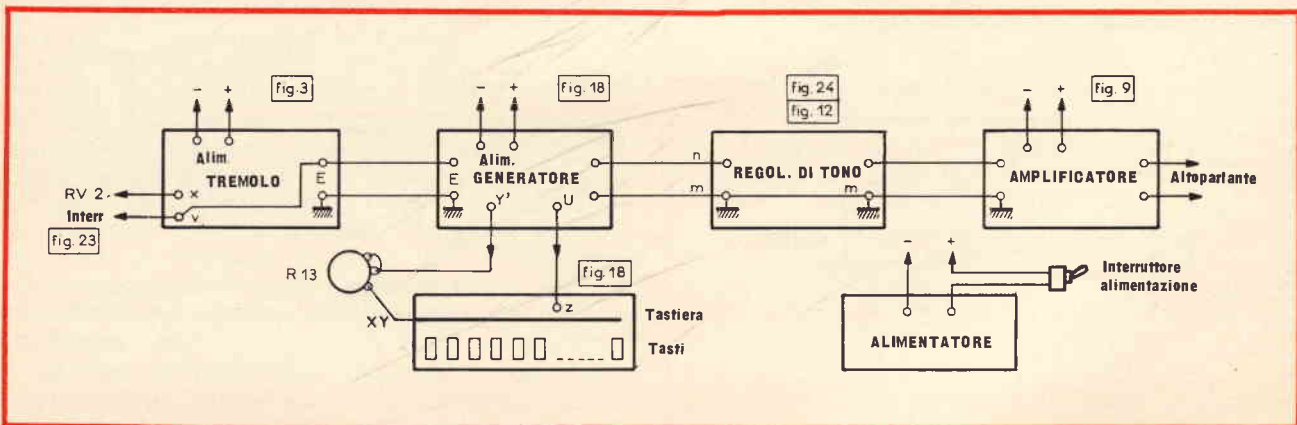 - + fig.3
Alim.
TREMOLO
E
RV 2
x
Interr
v
fig. 23
- + fig. 18
Alim.
E
GENERATORE
Y'
U
R 13
XY
fig. 18
z
Tastiera
Tasti
fig. 24
fig. 12
n
REGOL. DI TONO
m
m
- + fig. 9
AMPLIFICATORE
Altoparlante
- +
Interruttore
alimentazione
ALIMENTATORE